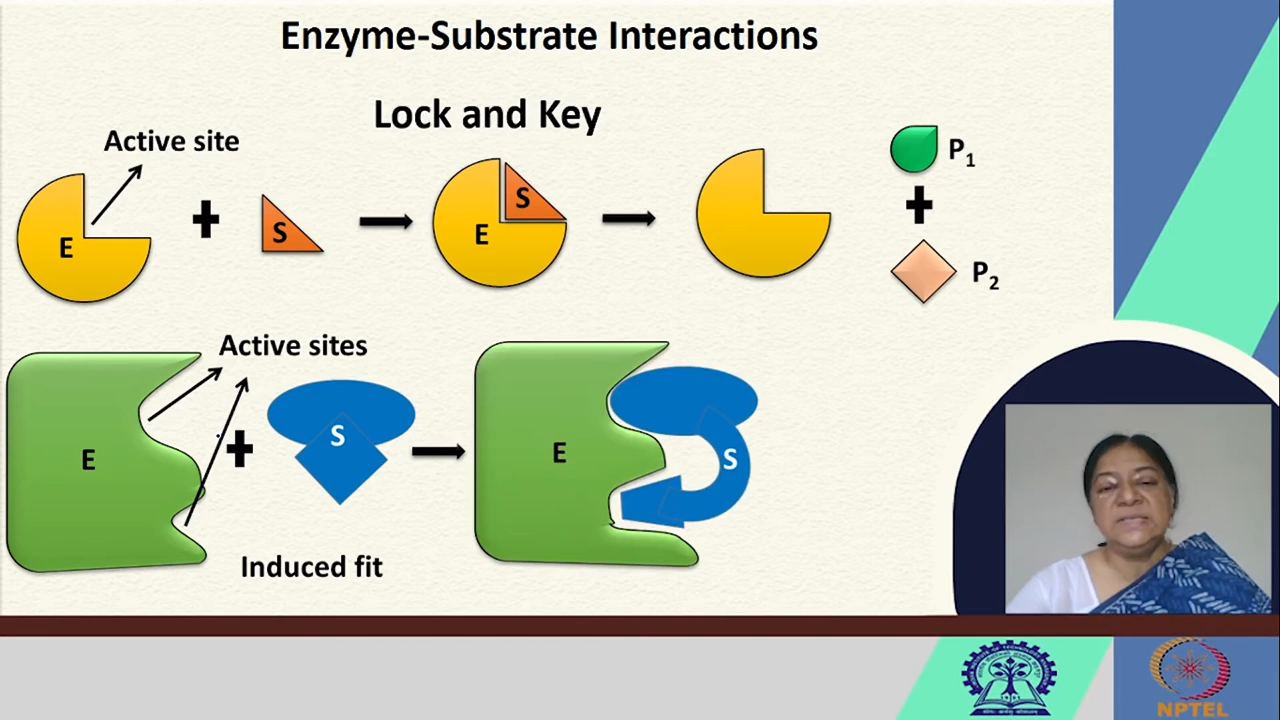 Enzyme-Substrate Interactions
Lock and Key
Active site
E
S
E
S
P1
P2
Active sites
E
S
E
S
Induced fit
NPTEL